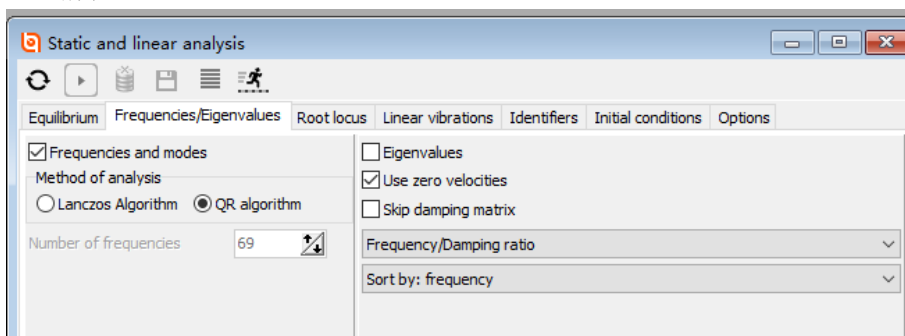 Static and linear analysis
Equilibrium Frequencies/Eigenvalues Root locus Linear vibrations Identifiers Initial conditions Options
Frequencies and modes
Eigenvalues
Method of analysis
Use zero velocities
Lanczos Algorithm QR algorithm
Skip damping matrix
Number of frequencies 69
Frequency/Damping ratio
Sort by: frequency